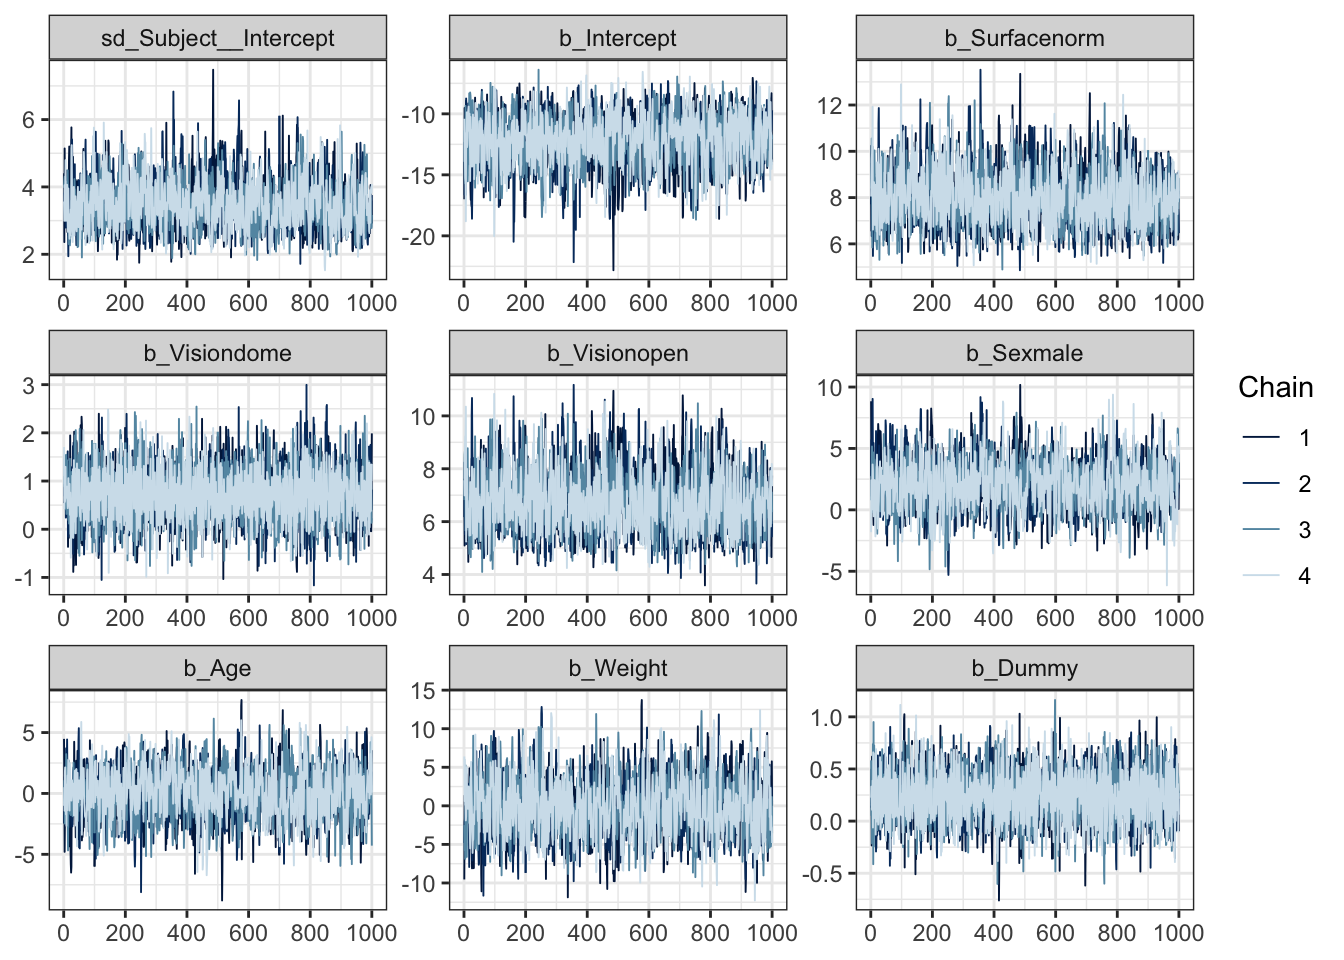 sd_Subject__Intercept b_Intercept b_Surfacenorm
6 4 2
-10 -15 -20
12 10 8 6
0 200 400 600 800 1000 0 200 400 600 800 1000 0 200 400 600 800 1000
b_Visiondome b_Visionopen b_Sexmale
3 2 1 0 -1
10 8 6 4
10 5 0 -5
0 200 400 600 800 1000 0 200 400 600 800 1000 0 200 400 600 800 1000
b_Age b_Weight b_Dummy
5 0 -5
15 10 5 0 -5 -10
1.0 0.5 0.0 -0.5
0 200 400 600 800 1000 0 200 400 600 800 1000 0 200 400 600 800 1000
Chain
1
2
3
4